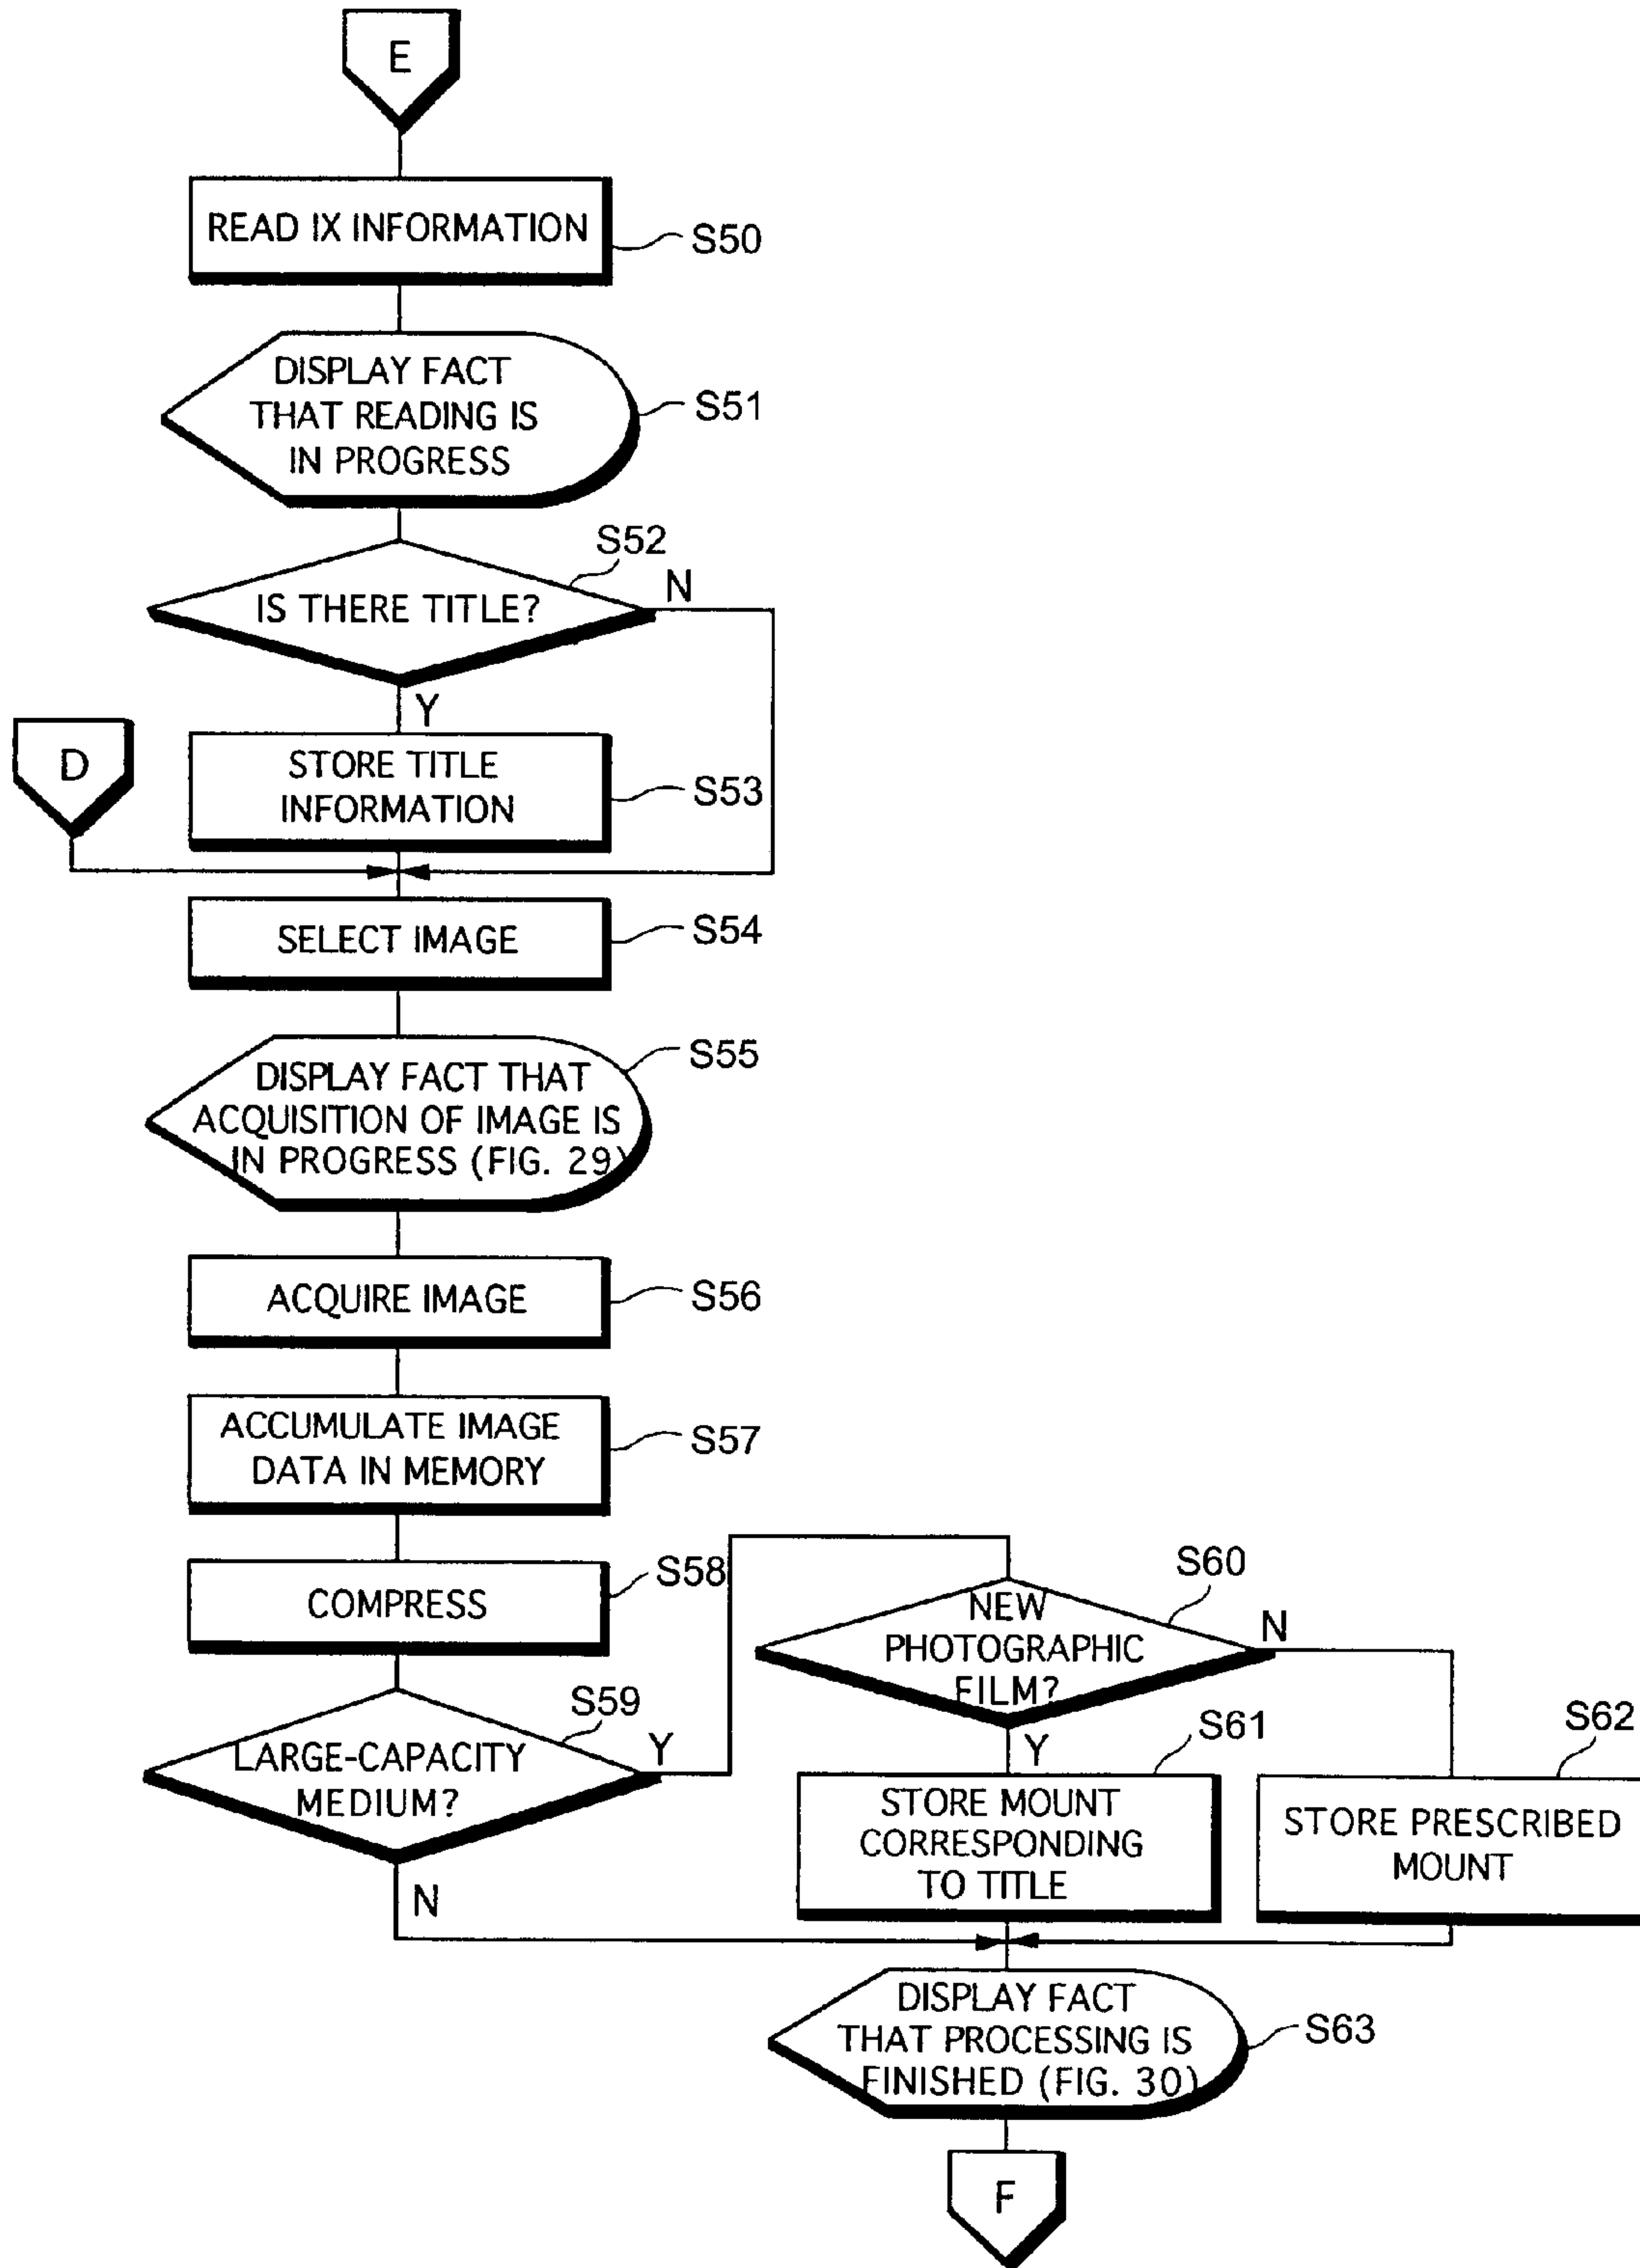 E
READ IX INFORMATION
S50
DISPLAY FACT
THAT READING IS
IN PROGRESS
S51
S52
IS THERE TITLE?
N
Y
D
STORE TITLE
INFORMATION
S53
SELECT IMAGE
S54
DISPLAY FACT THAT
ACQUISITION OF IMAGE IS
IN PROGRESS (FIG. 29)
S55
ACQUIRE IMAGE
S56
ACCUMULATE IMAGE
DATA IN MEMORY
S57
COMPRESS
S58
LARGE-CAPACITY
MEDIUM?
S59
Y
N
NEW
PHOTOGRAPHIC
FILM?
S60
N
Y
STORE MOUNT
CORRESPONDING
TO TITLE
S61
STORE PRESCRIBED
MOUNT
S62
DISPLAY FACT
THAT PROCESSING IS
FINISHED (FIG. 30)
S63
F